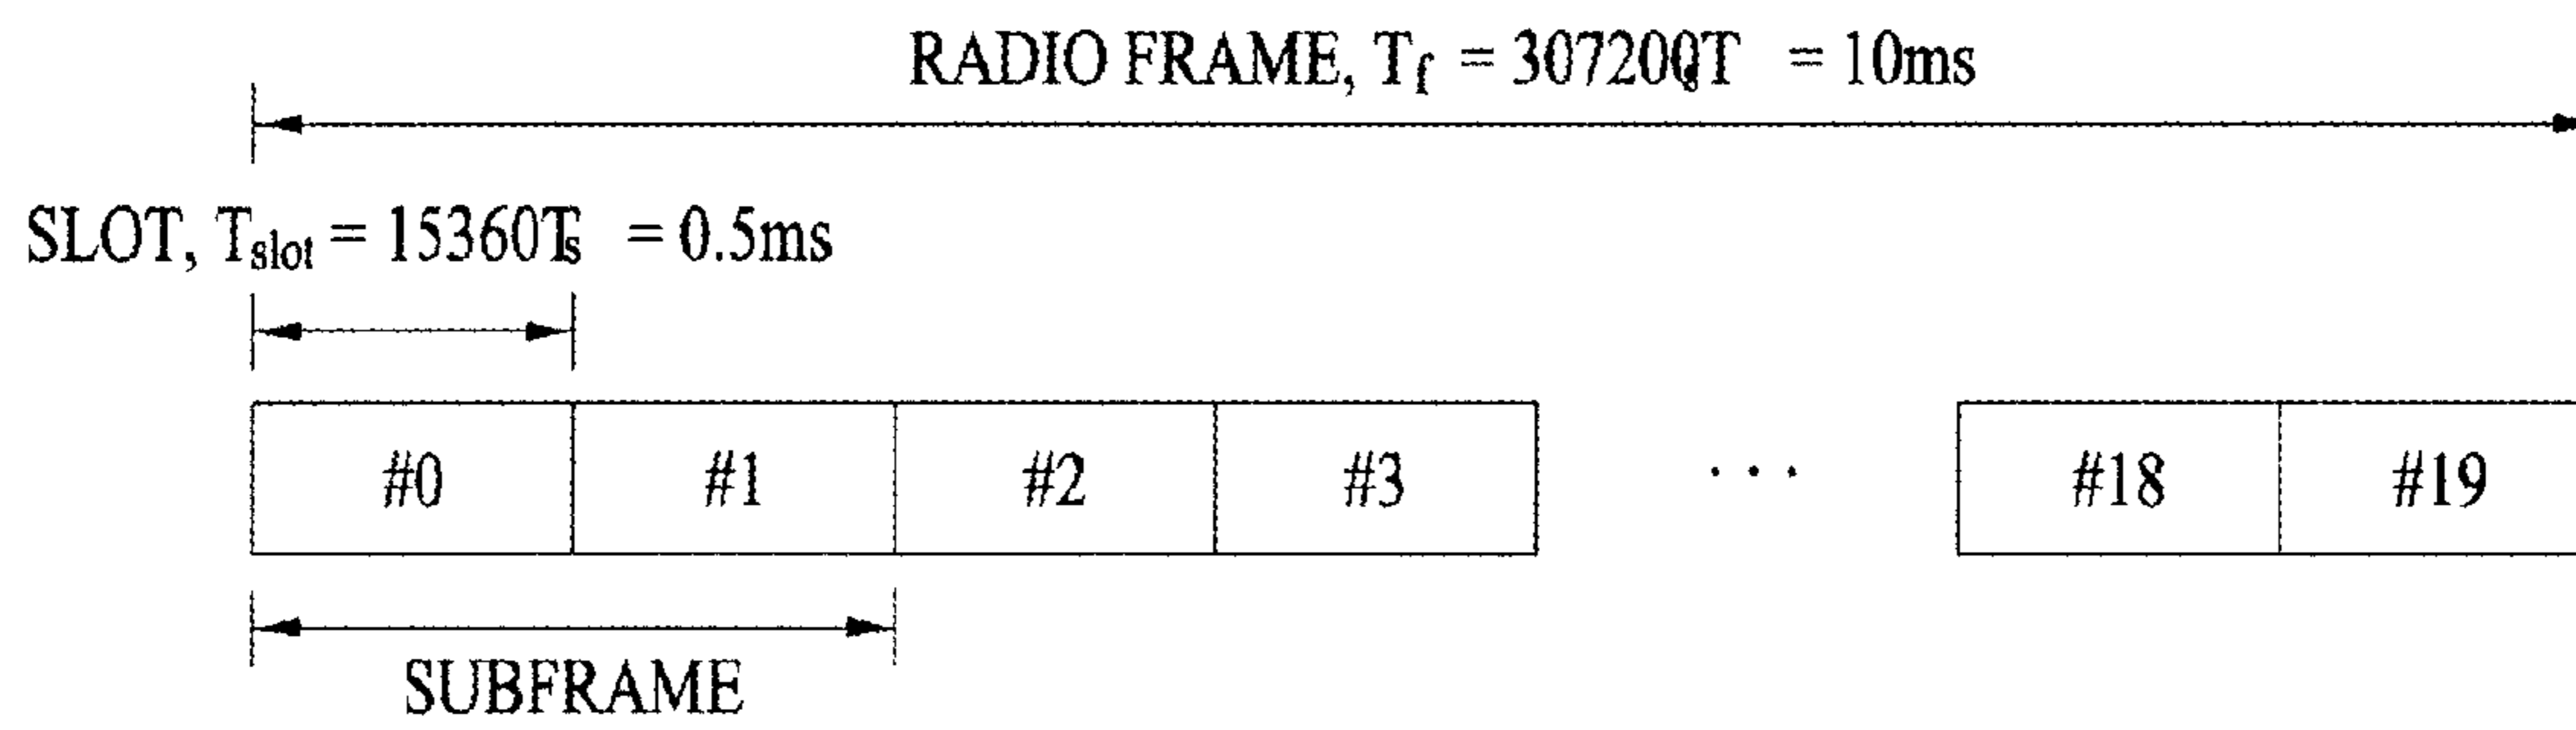 RADIO FRAME, Tf = 307200T = 10ms
SLOT, Tslot = 15360Ts = 0.5ms
#0 #1 #2 #3 ... #18 #19
SUBFRAME